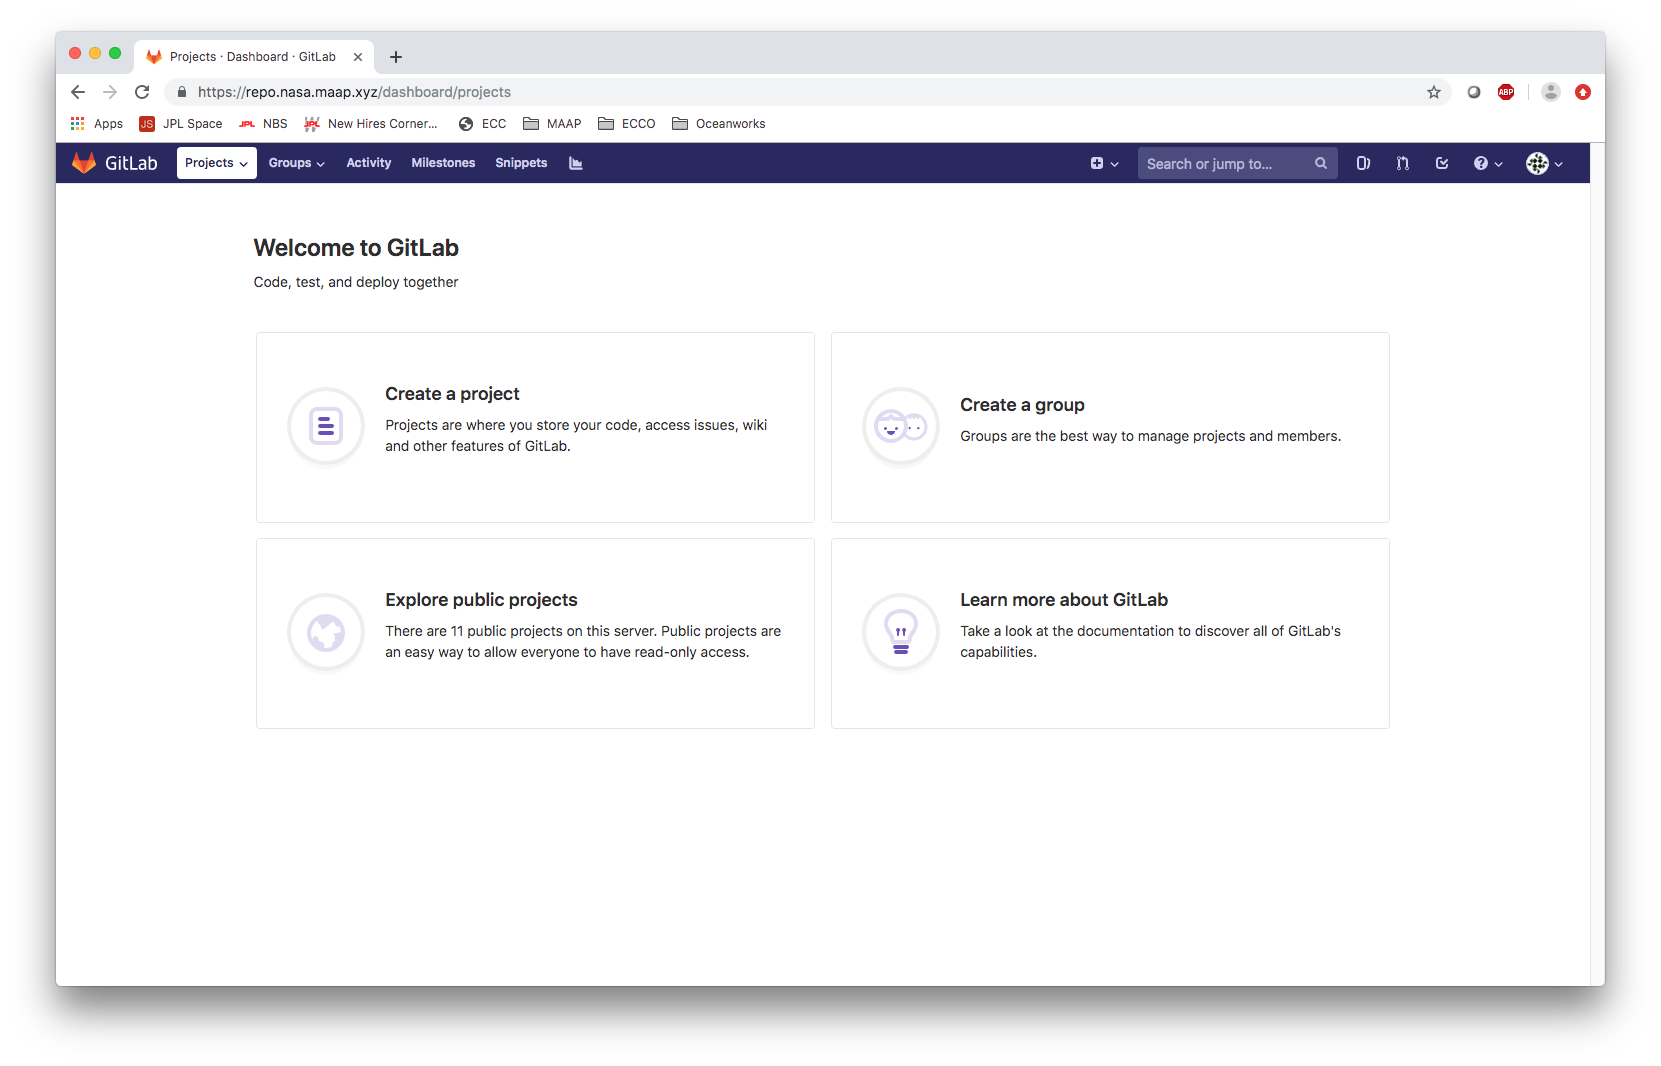 Projects · Dashboard · GitLab
https://repo.nasa.maap.xyz/dashboard/projects
ABP
Apps JS JPL Space JPL NBS JPL New Hires Corner... ECC MAAP ECCO Oceanworks
GitLab Projects Groups Activity Milestones Snippets Search or jump to...
Welcome to GitLab
Code, test, and deploy together
Create a project
Projects are where you store your code, access issues, wiki
and other features of GitLab.
Create a group
Groups are the best way to manage projects and members.
Explore public projects
There are 11 public projects on this server. Public projects are
an easy way to allow everyone to have read-only access.
Learn more about GitLab
Take a look at the documentation to discover all of GitLab's
capabilities.